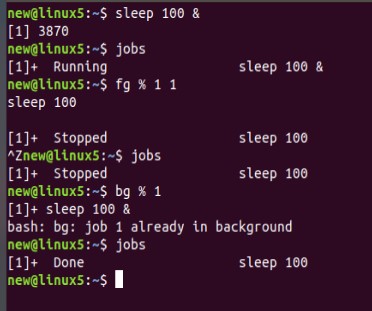 new@linux5:~$ sleep 100 &
[1] 3870
new@linux5:~$ jobs
[1]+  Running                 sleep 100 &
new@linux5:~$ fg % 1 1
sleep 100

[1]+  Stopped                 sleep 100
^Znew@linux5:~$ jobs
[1]+  Stopped                 sleep 100
new@linux5:~$ bg % 1
[1]+ sleep 100 &
bash: bg: job 1 already in background
new@linux5:~$ jobs
[1]+  Done                    sleep 100
new@linux5:~$